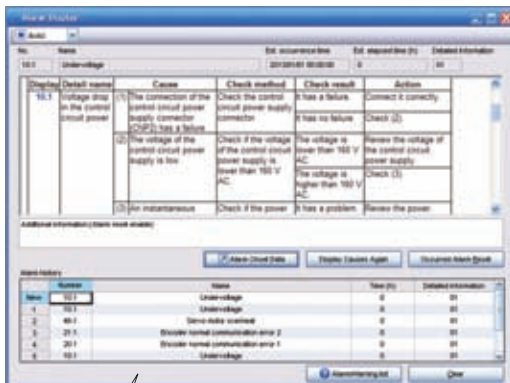 Alarm Display
Axis1
No. Name Est. occurrence time Est. elapsed time (h) Detailed Information
10.1 Undervoltage 0 01
Display Detail name Cause Check method Check result Action
10.1 Voltage drop in the control circuit power
(1) The connection of the control circuit power supply connector (CNP2) has a failure.
Check the control circuit power supply connector.
It has a failure. Connect it correctly.
It has no failure. Check (2).
(2) The voltage of the control circuit power supply is low.
Check if the voltage of the control circuit power supply is lower than 160 V AC.
The voltage is lower than 160 V AC.
Review the voltage of the control circuit power supply.
The voltage is higher than 160 V AC.
Check (3).
(3) An instantaneous Check if the power It has a problem. Review the power
Additional information (Alarm reset enable)
Alarm Onset Data Display Causes Again Occurred Alarm Reset
Alarm history
Number Name Time (h) Detailed Information
New 10.1 Undervoltage 0 01
1 10.1 Undervoltage 0 01
2 Servo motor overheat 0 01
3 21.1 Encoder normal communication error 2 0 01
4 20.1 Encoder normal communication error 1 0 01
5 10.1 Undervoltage 0 01
Alarm/Warning list Clear